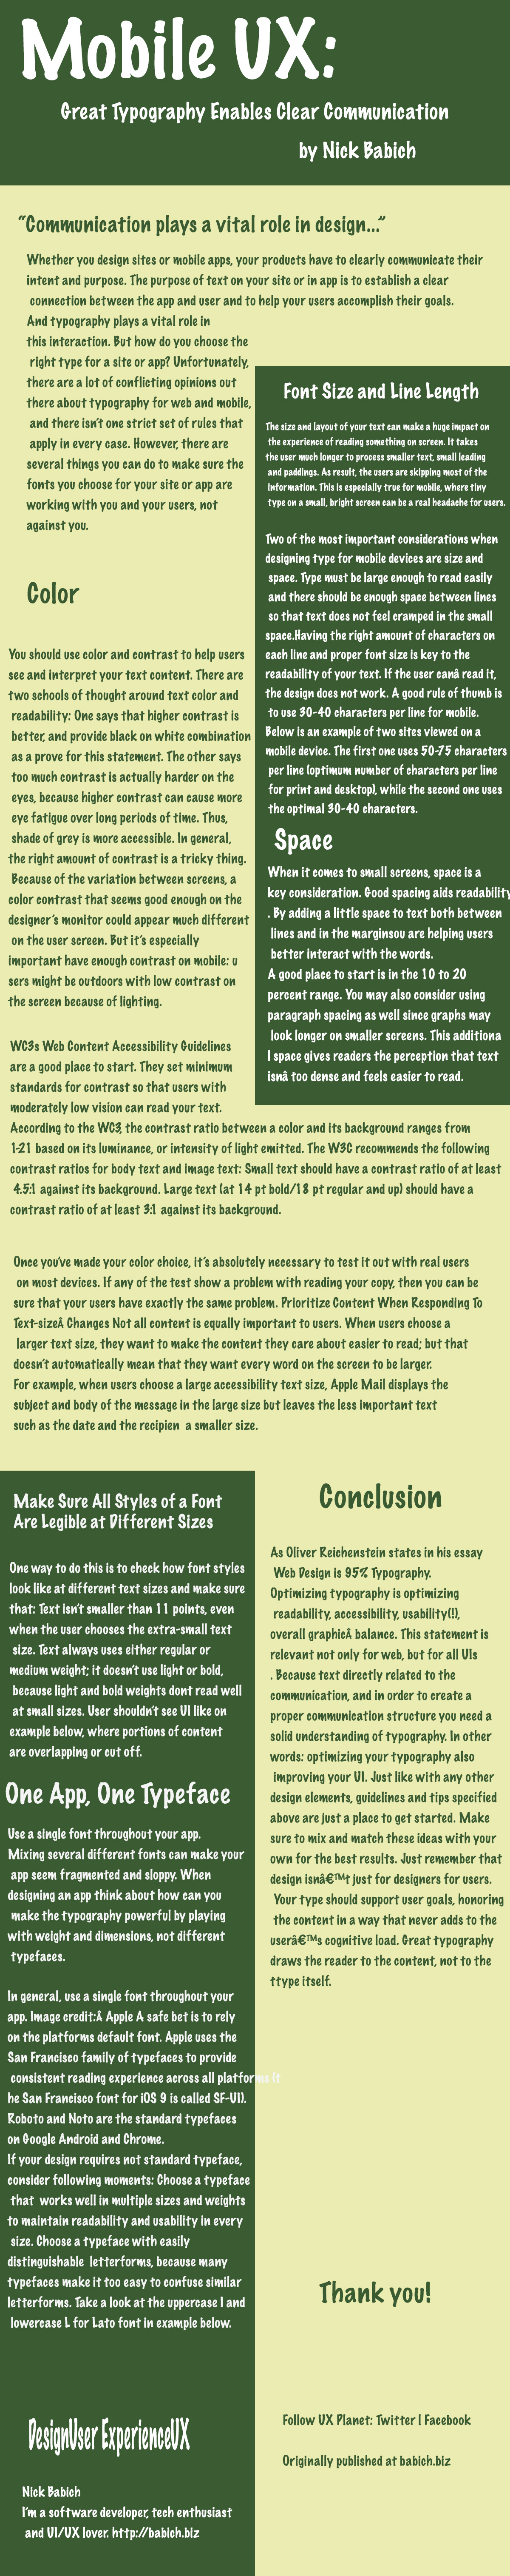 Mobile UX:
Great Typography Enables Clear Communication
by Nick Babich
“Communication plays a vital role in design...”
Whether you design sites or mobile apps, your products have to clearly communicate their
intent and purpose. The purpose of text on your site or in app is to establish a clear
connection between the app and user and to help your users accomplish their goals.
And typography plays a vital role in
this interaction. But how do you choose the
right type for a site or app? Unfortunately,
there are a lot of conflicting opinions out
there about typography for web and mobile,
and there isn’t one strict set of rules that
apply in every case. However, there are
several things you can do to make sure the
fonts you choose for your site or app are
working with you and your users, not
against you.
Color
You should use color and contrast to help users
see and interpret your text content. There are
two schools of thought around text color and
readability: One says that higher contrast is
better, and provide black on white combination
as a prove for this statement. The other says
too much contrast is actually harder on the
eyes, because higher contrast can cause more
eye fatigue over long periods of time. Thus,
shade of grey is more accessible. In general,
the right amount of contrast is a tricky thing.
Because of the variation between screens, a
color contrast that seems good enough on the
designer’s monitor could appear much different
on the user screen. But it’s especially
important have enough contrast on mobile: u
sers might be outdoors with low contrast on
the screen because of lighting.
WC3s Web Content Accessibility Guidelines
are a good place to start. They set minimum
standards for contrast so that users with
moderately low vision can read your text.
Font Size and Line Length
The size and layout of your text can make a huge impact on
the experience of reading something on screen. It takes
the user much longer to process smaller text, small leading
and paddings. As result, the users are skipping most of the
information. This is especially true for mobile, where tiny
type on a small, bright screen can be a real headache for users.
Two of the most important considerations when
designing type for mobile devices are size and
space. Type must be large enough to read easily
and there should be enough space between lines
so that text does not feel cramped in the small
space.Having the right amount of characters on
each line and proper font size is key to the
readability of your text. If the user canâ read it,
the design does not work. A good rule of thumb is
to use 30-40 characters per line for mobile.
Below is an example of two sites viewed on a
mobile device. The first one uses 50-75 characters
per line (optimum number of characters per line
for print and desktop), while the second one uses
the optimal 30-40 characters.
Space
When it comes to small screens, space is a
key consideration. Good spacing aids readability
. By adding a little space to text both between
lines and in the marginsou are helping users
better interact with the words.
A good place to start is in the 10 to 20
percent range. You may also consider using
paragraph spacing as well since graphs may
look longer on smaller screens. This additiona
l space gives readers the perception that text
isnâ too dense and feels easier to read.
According to the WC3, the contrast ratio between a color and its background ranges from
1-21 based on its luminance, or intensity of light emitted. The W3C recommends the following
contrast ratios for body text and image text: Small text should have a contrast ratio of at least
4.5:1 against its background. Large text (at 14 pt bold/18 pt regular and up) should have a
contrast ratio of at least 3:1 against its background.
Once you’ve made your color choice, it’s absolutely necessary to test it out with real users
on most devices. If any of the test show a problem with reading your copy, then you can be
sure that your users have exactly the same problem. Prioritize Content When Responding To
Text-sizeÂ Changes Not all content is equally important to users. When users choose a
larger text size, they want to make the content they care about easier to read; but that
doesn’t automatically mean that they want every word on the screen to be larger.
For example, when users choose a large accessibility text size, Apple Mail displays the
subject and body of the message in the large size but leaves the less important text
such as the date and the recipien a smaller size.
Make Sure All Styles of a Font
Are Legible at Different Sizes
One way to do this is to check how font styles
look like at different text sizes and make sure
that: Text isn’t smaller than 11 points, even
when the user chooses the extra-small text
size. Text always uses either regular or
medium weight; it doesn’t use light or bold,
because light and bold weights dont read well
at small sizes. User shouldn’t see UI like on
example below, where portions of content
are overlapping or cut off.
One App, One Typeface
Use a single font throughout your app.
Mixing several different fonts can make your
app seem fragmented and sloppy. When
designing an app think about how can you
make the typography powerful by playing
with weight and dimensions, not different
typefaces.
In general, use a single font throughout your
app. Image credit:Â Apple A safe bet is to rely
on the platforms default font. Apple uses the
San Francisco family of typefaces to provide
consistent reading experience across all platforms it
he San Francisco font for iOS 9 is called SF-UI).
Roboto and Noto are the standard typefaces
on Google Android and Chrome.
If your design requires not standard typeface,
consider following moments: Choose a typeface
that works well in multiple sizes and weights
to maintain readability and usability in every
size. Choose a typeface with easily
distinguishable letterforms, because many
typefaces make it too easy to confuse similar
letterforms. Take a look at the uppercase I and
lowercase L for Lato font in example below.
DesignUser ExperienceUX
Nick Babich
I’m a software developer, tech enthusiast
and UI/UX lover. http://babich.biz
Conclusion
As Oliver Reichenstein states in his essay
Web Design is 95% Typography.
Optimizing typography is optimizing
readability, accessibility, usability(!),
overall graphicÂ balance. This statement is
relevant not only for web, but for all UIs
. Because text directly related to the
communication, and in order to create a
proper communication structure you need a
solid understanding of typography. In other
words: optimizing your typography also
improving your UI. Just like with any other
design elements, guidelines and tips specified
above are just a place to get started. Make
sure to mix and match these ideas with your
own for the best results. Just remember that
design isnâ€™t just for designers for users.
Your type should support user goals, honoring
the content in a way that never adds to the
userâ€™s cognitive load. Great typography
draws the reader to the content, not to the
ttype itself.
Thank you!
Follow UX Planet: Twitter | Facebook
Originally published at babich.biz